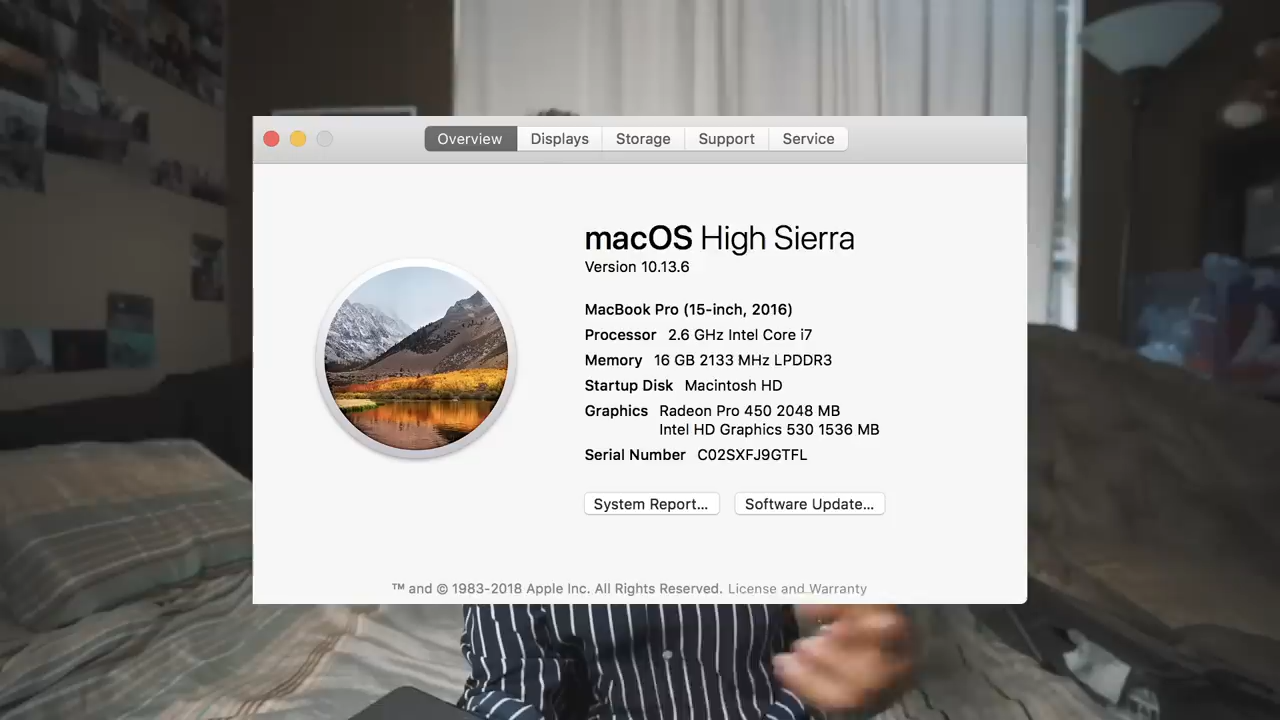 Overview Displays Storage Support Service
macOS High Sierra
Version 10.13.6
MacBook Pro (15-inch, 2016)
Processor 2.6 GHz Intel Core i7
Memory 16 GB 2133 MHz LPDDR3
Startup Disk Macintosh HD
Graphics Radeon Pro 450 2048 MB
Intel HD Graphics 530 1536 MB
Serial Number C02SXFJ9GTFL
System Report... Software Update...
™ and © 1983-2018 Apple Inc. All Rights Reserved. License and Warranty